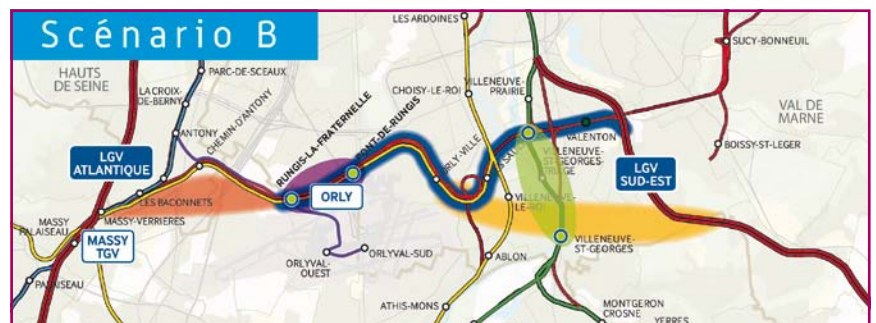 Scénario B
LES ARDOINES
SUCY-BONNEUIL
HAUTS
DE SEINE
PARC-DE-SCEAUX
LA CROIX-
DE-BERNY
CHOISY-LE-ROI
VILLENEUVE-
PRAIRIE
VAL DE
MARNE
ANTONY
CHEMIN-D'ANTONY
RUNGIS-LA-FRATERNELLE
PONT-DE-RUNGIS
ORLY-VILLE
VALENTON
BOISSY-ST-LEGER
LGV
ATLANTIQUE
VILLENEUVE-
ST-GEORGES-
TRIAGE
LGV
SUD-EST
LES BACONNETS
ORLY
VILLENEUVE-
LE-ROI
MASSY-VERRIÈRES
MASSY
PALAISEAU
MASSY
TGV
VILLENEUVE-
ST-GEORGES
ORLYVAL-
OUEST
ORLYVAL-SUD
ABLON
PALAISEAU
ATHIS-MONS
MONTGERON
CROSNE
YERRES